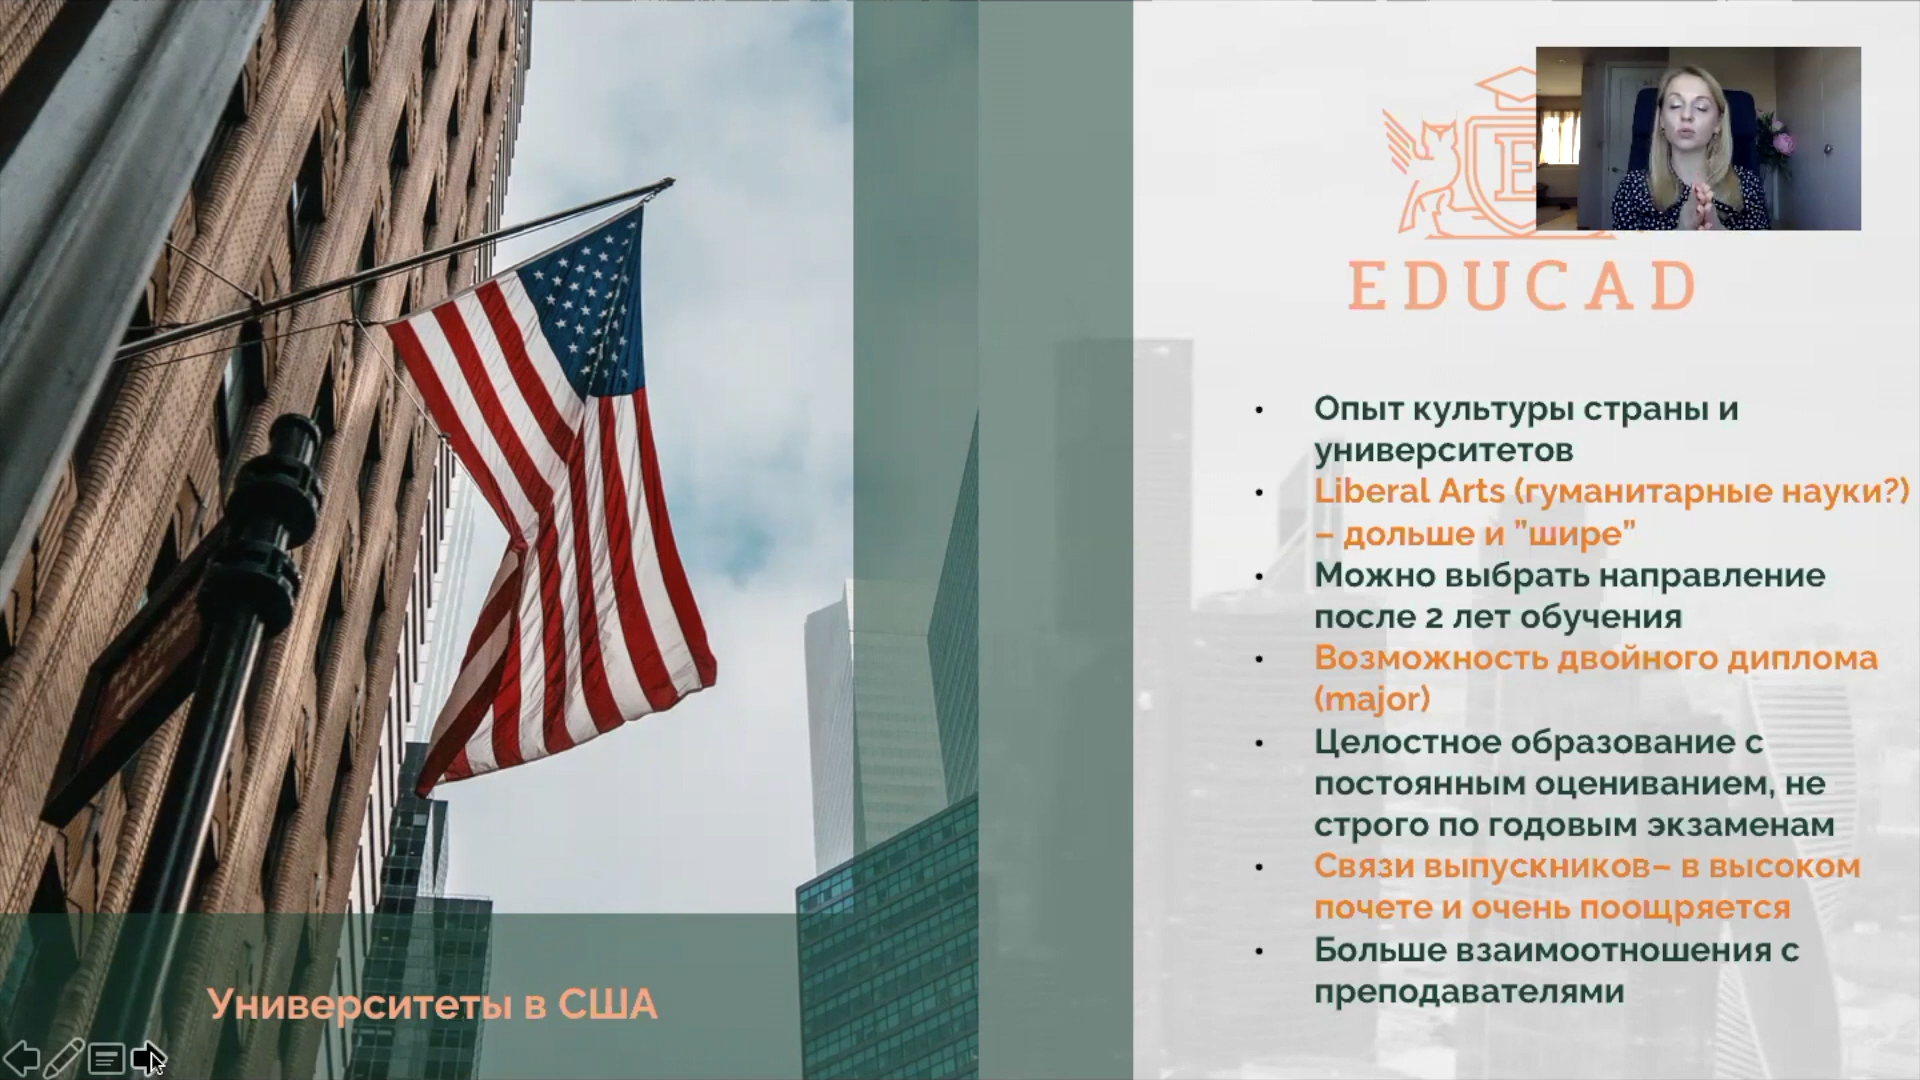 E
EDUCAD
Опыт культуры страны и
университетов
Liberal Arts (гуманитарные науки?)
– дольше и ”шире”
Можно выбрать направление
после 2 лет обучения
Возможность двойного диплома
(major)
Целостное образование с
постоянным оцениванием, не
строго по годовым экзаменам
Связи выпускников– в высоком
почете и очень поощряется
Больше взаимоотношения с
преподавателями
Университеты в США